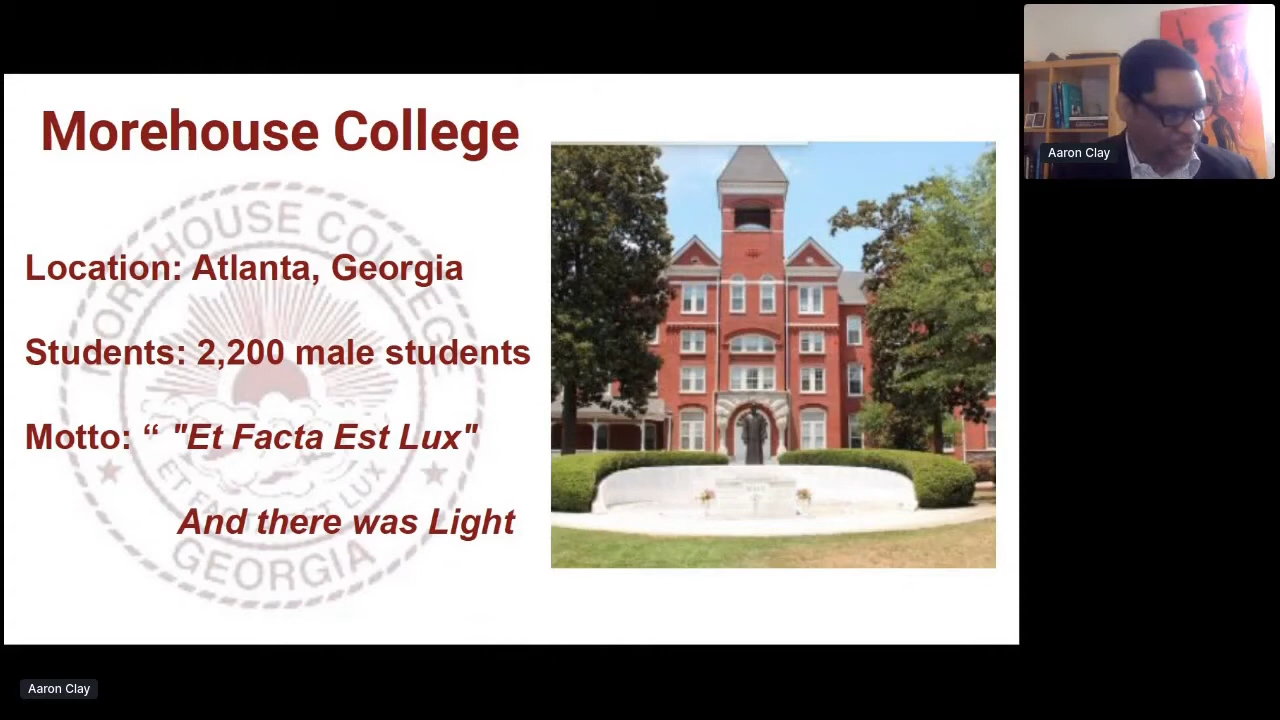 Morehouse College
MOREHOUSE COLLEGE
Location: Atlanta, Georgia
Students: 2,200 male students
Motto: “ "Et Facta Est Lux"
ET FACTA EST LUX
And there was Light
GEORGIA
Aaron Clay
Aaron Clay